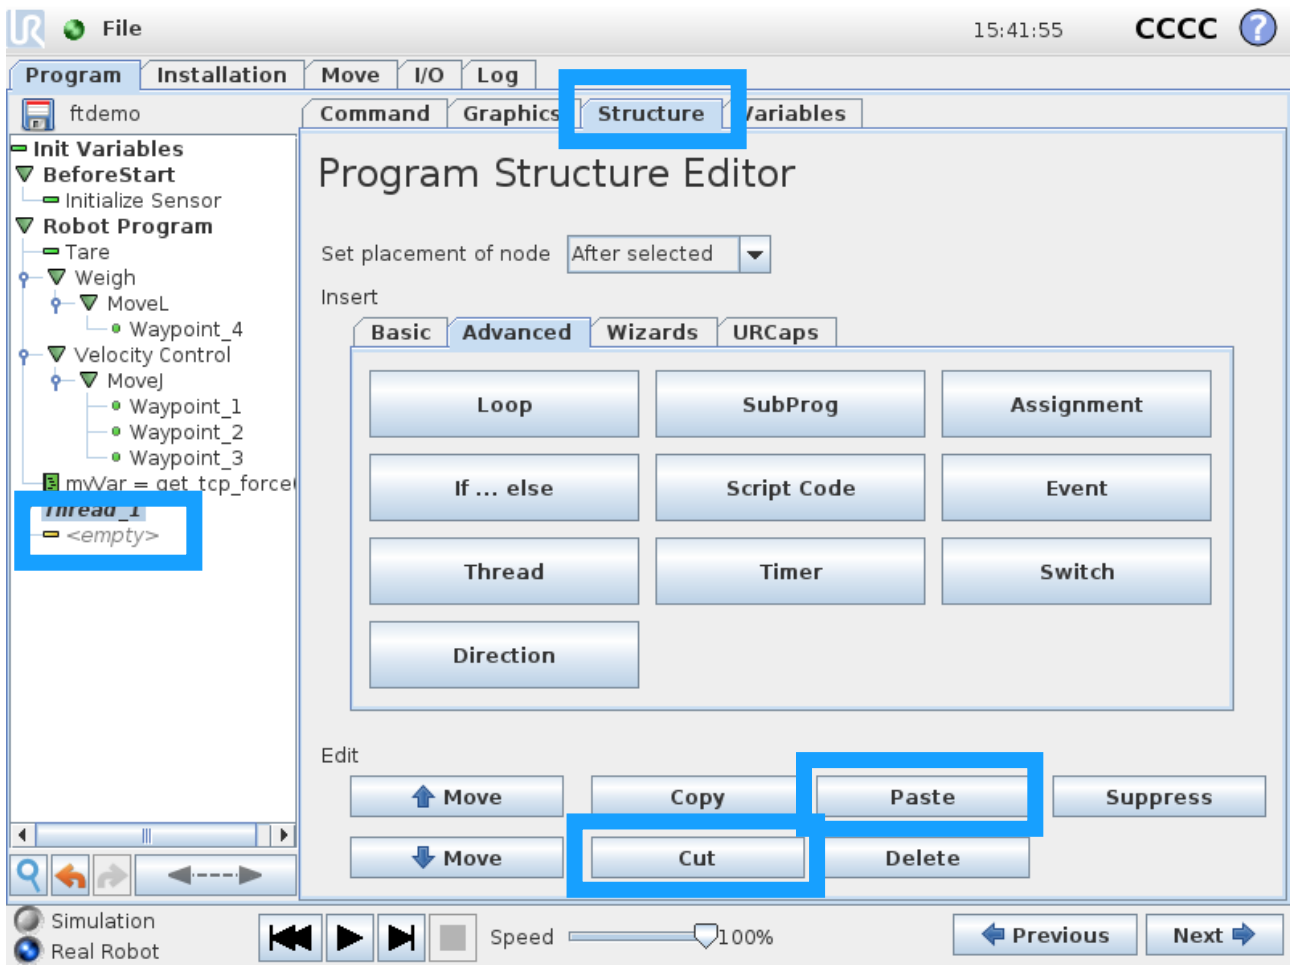 UR File 15:41:55 CCCC ?
Program Installation Move I/O Log
ftdemo Command Graphics Structure Variables
Init Variables
BeforeStart
Initialize Sensor
Robot Program
Tare
Weigh
MoveL
Waypoint_4
Velocity Control
MoveJ
Waypoint_1
Waypoint_2
Waypoint_3
myVar = get_tcp_force(
Thread_1
<empty>
Program Structure Editor
Set placement of node After selected
Insert
Basic Advanced Wizards URCaps
Loop SubProg Assignment
If ... else Script Code Event
Thread Timer Switch
Direction
Edit
Move Copy Paste Suppress
Move Cut Delete
Simulation
Real Robot
Speed 100%
Previous Next